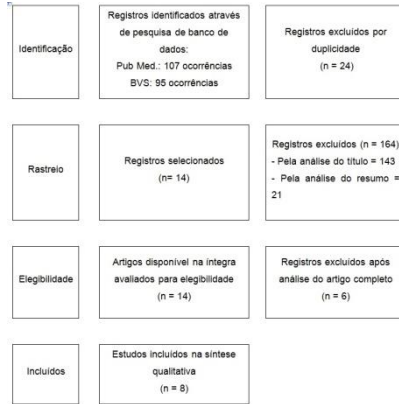 Identificação
Registros identificados através
de pesquisa de banco de
dados:
Pub Med.: 107 ocorrências
BVS: 95 ocorrências
Registros excluídos por
duplicidade
(n = 24)
Rastreio
Registros selecionados
(n= 14)
Registros excluídos (n = 164)
- Pela análise do título = 143
- Pela análise do resumo =
21
Elegibilidade
Artigos disponível na íntegra
avaliados para elegibilidade
(n = 14)
Registros excluídos após
análise do artigo completo
(n = 6)
Incluídos
Estudos incluídos na síntese
qualitativa
(n = 8)